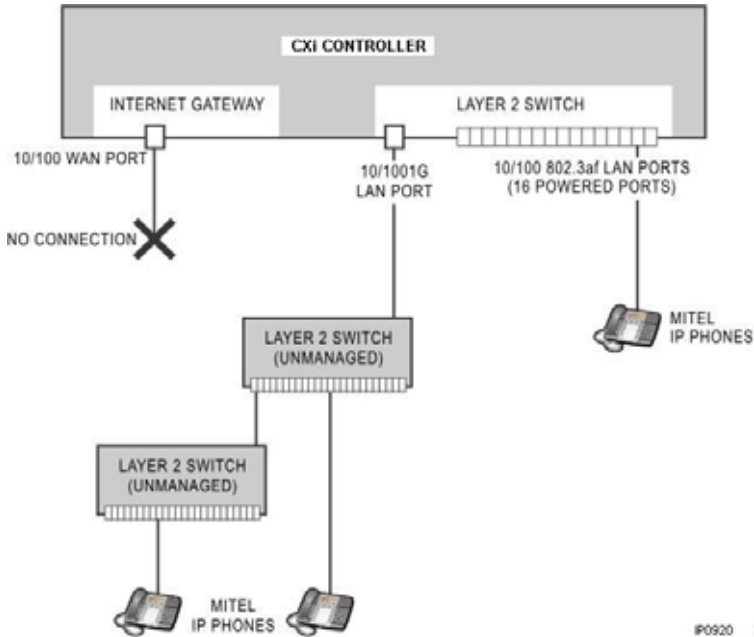 CXi CONTROLLER
INTERNET GATEWAY
LAYER 2 SWITCH
10/100 WAN PORT
10/1001G
LAN PORT
10/100 802.3af LAN PORTS
(16 POWERED PORTS)
NO CONNECTION
MITEL
IP PHONES
LAYER 2 SWITCH
(UNMANAGED)
LAYER 2 SWITCH
(UNMANAGED)
MITEL
IP PHONES
IP0920